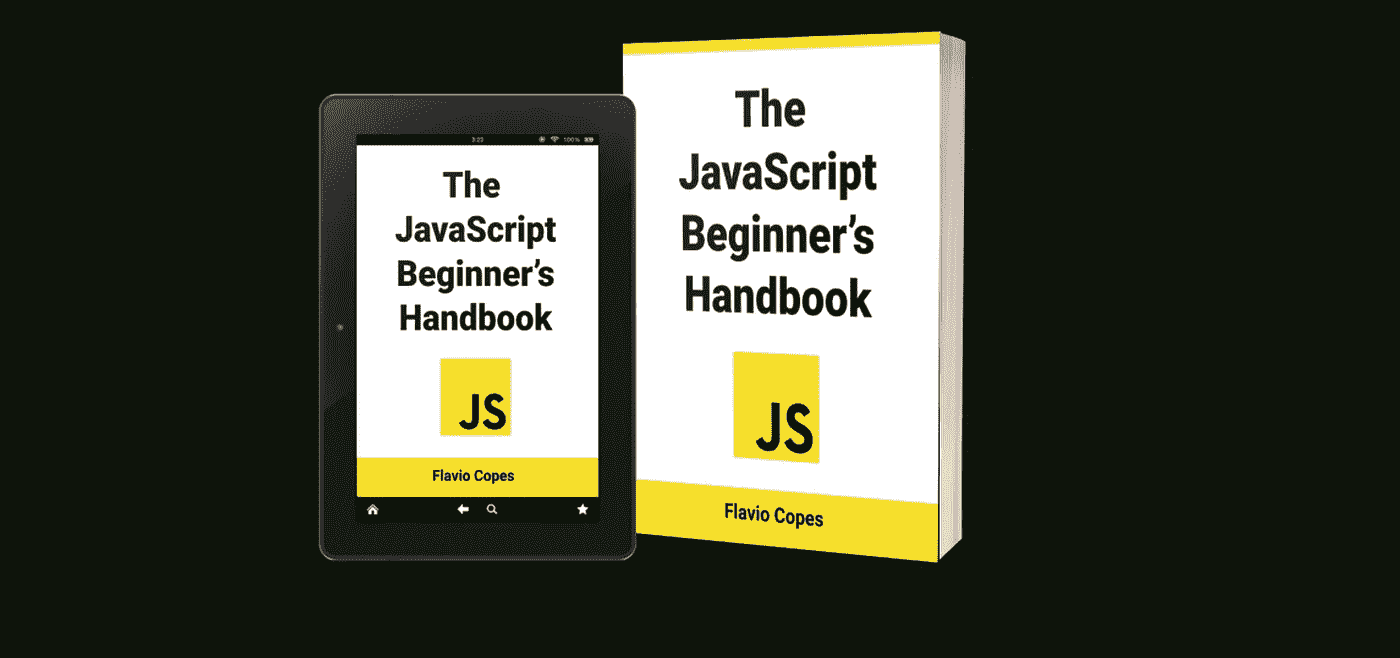 3:23 100%
The
JavaScript
Beginner’s
Handbook
JS
Flavio Copes
The
JavaScript
Beginner’s
Handbook
JS
Flavio Copes